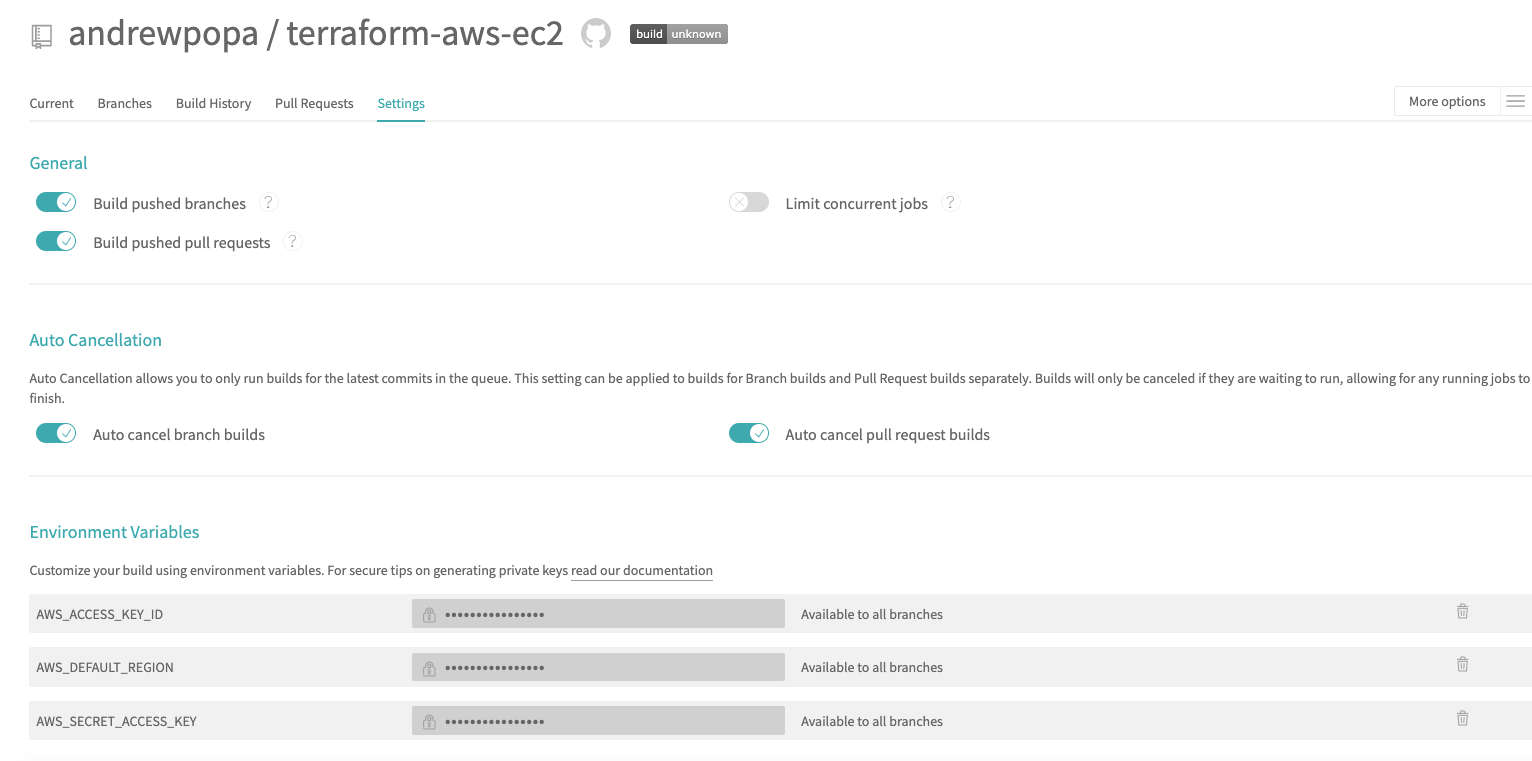 andrewpopa / terraform-aws-ec2 build unknown
Current Branches Build History Pull Requests Settings More options
General
Build pushed branches ? Limit concurrent jobs ?
Build pushed pull requests ?
Auto Cancellation
Auto Cancellation allows you to only run builds for the latest commits in the queue. This setting can be applied to builds for Branch builds and Pull Request builds separately. Builds will only be canceled if they are waiting to run, allowing for any running jobs to
finish.
Auto cancel branch builds Auto cancel pull request builds
Environment Variables
Customize your build using environment variables. For secure tips on generating private keys read our documentation
AWS_ACCESS_KEY_ID •••••••••••••••• Available to all branches
AWS_DEFAULT_REGION •••••••••••••••• Available to all branches
AWS_SECRET_ACCESS_KEY •••••••••••••••• Available to all branches